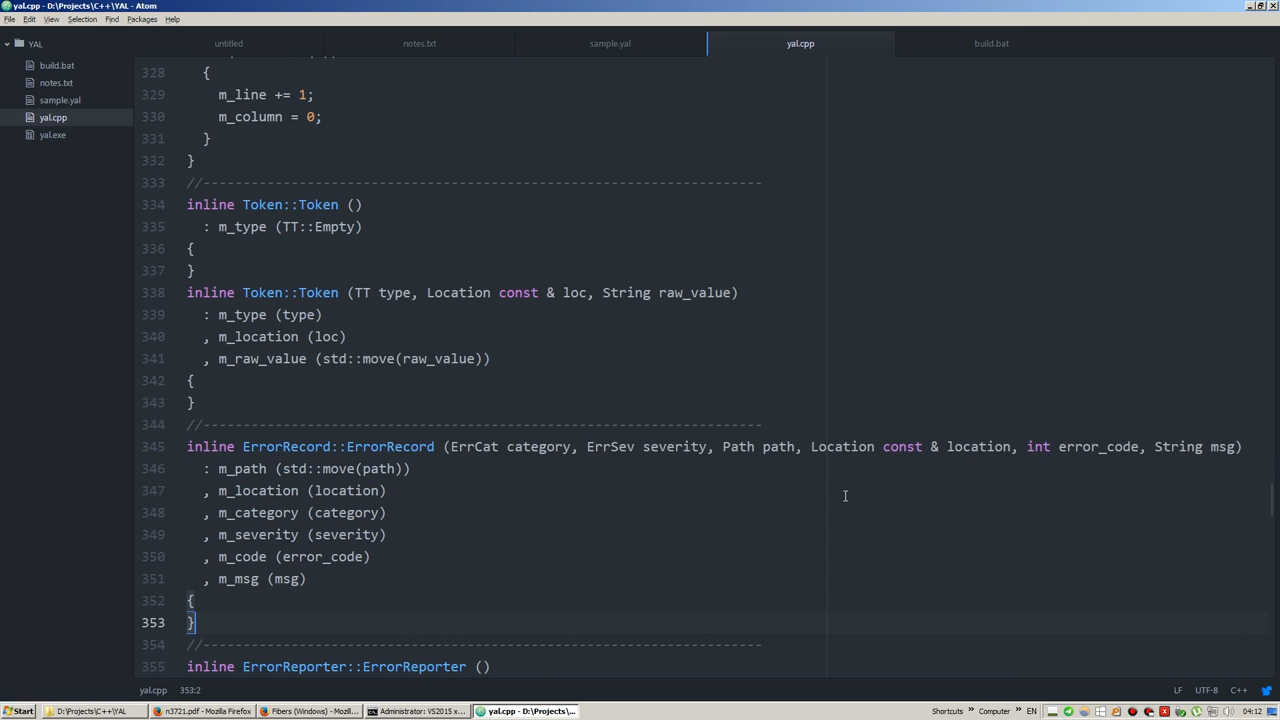 yal.cpp - D:\Projects\C++\YAL - Atom
File Edit View Selection Find Packages Help
YAL
build.bat
notes.txt
sample.yal
yal.cpp
yal.exe
untitled notes.txt sample.yal yal.cpp build.bat
328 {
329 m_line += 1;
330 m_column = 0;
331 }
332 }
333 //-----------------------------------------------------------------------
334 inline Token::Token ()
335 : m_type (TT::Empty)
336 {
337 }
338 inline Token::Token (TT type, Location const & loc, String raw_value)
339 : m_type (type)
340 , m_location (loc)
341 , m_raw_value (std::move(raw_value))
342 {
343 }
344 //-----------------------------------------------------------------------
345 inline ErrorRecord::ErrorRecord (ErrCat category, ErrSev severity, Path path, Location const & location, int error_code, String msg)
346 : m_path (std::move(path))
347 , m_location (location)
348 , m_category (category)
349 , m_severity (severity)
350 , m_code (error_code)
351 , m_msg (msg)
352 {
353 }
354 //-----------------------------------------------------------------------
355 inline ErrorReporter::ErrorReporter ()
yal.cpp 353:2 LF UTF-8 C++
Start D:\Projects\C++\YAL n3721.pdf - Mozilla Firefox Fibers (Windows) - Mozill... Administrator: VS2015 x... yal.cpp - D:\Projects\... Shortcuts » Computer » EN 04:12